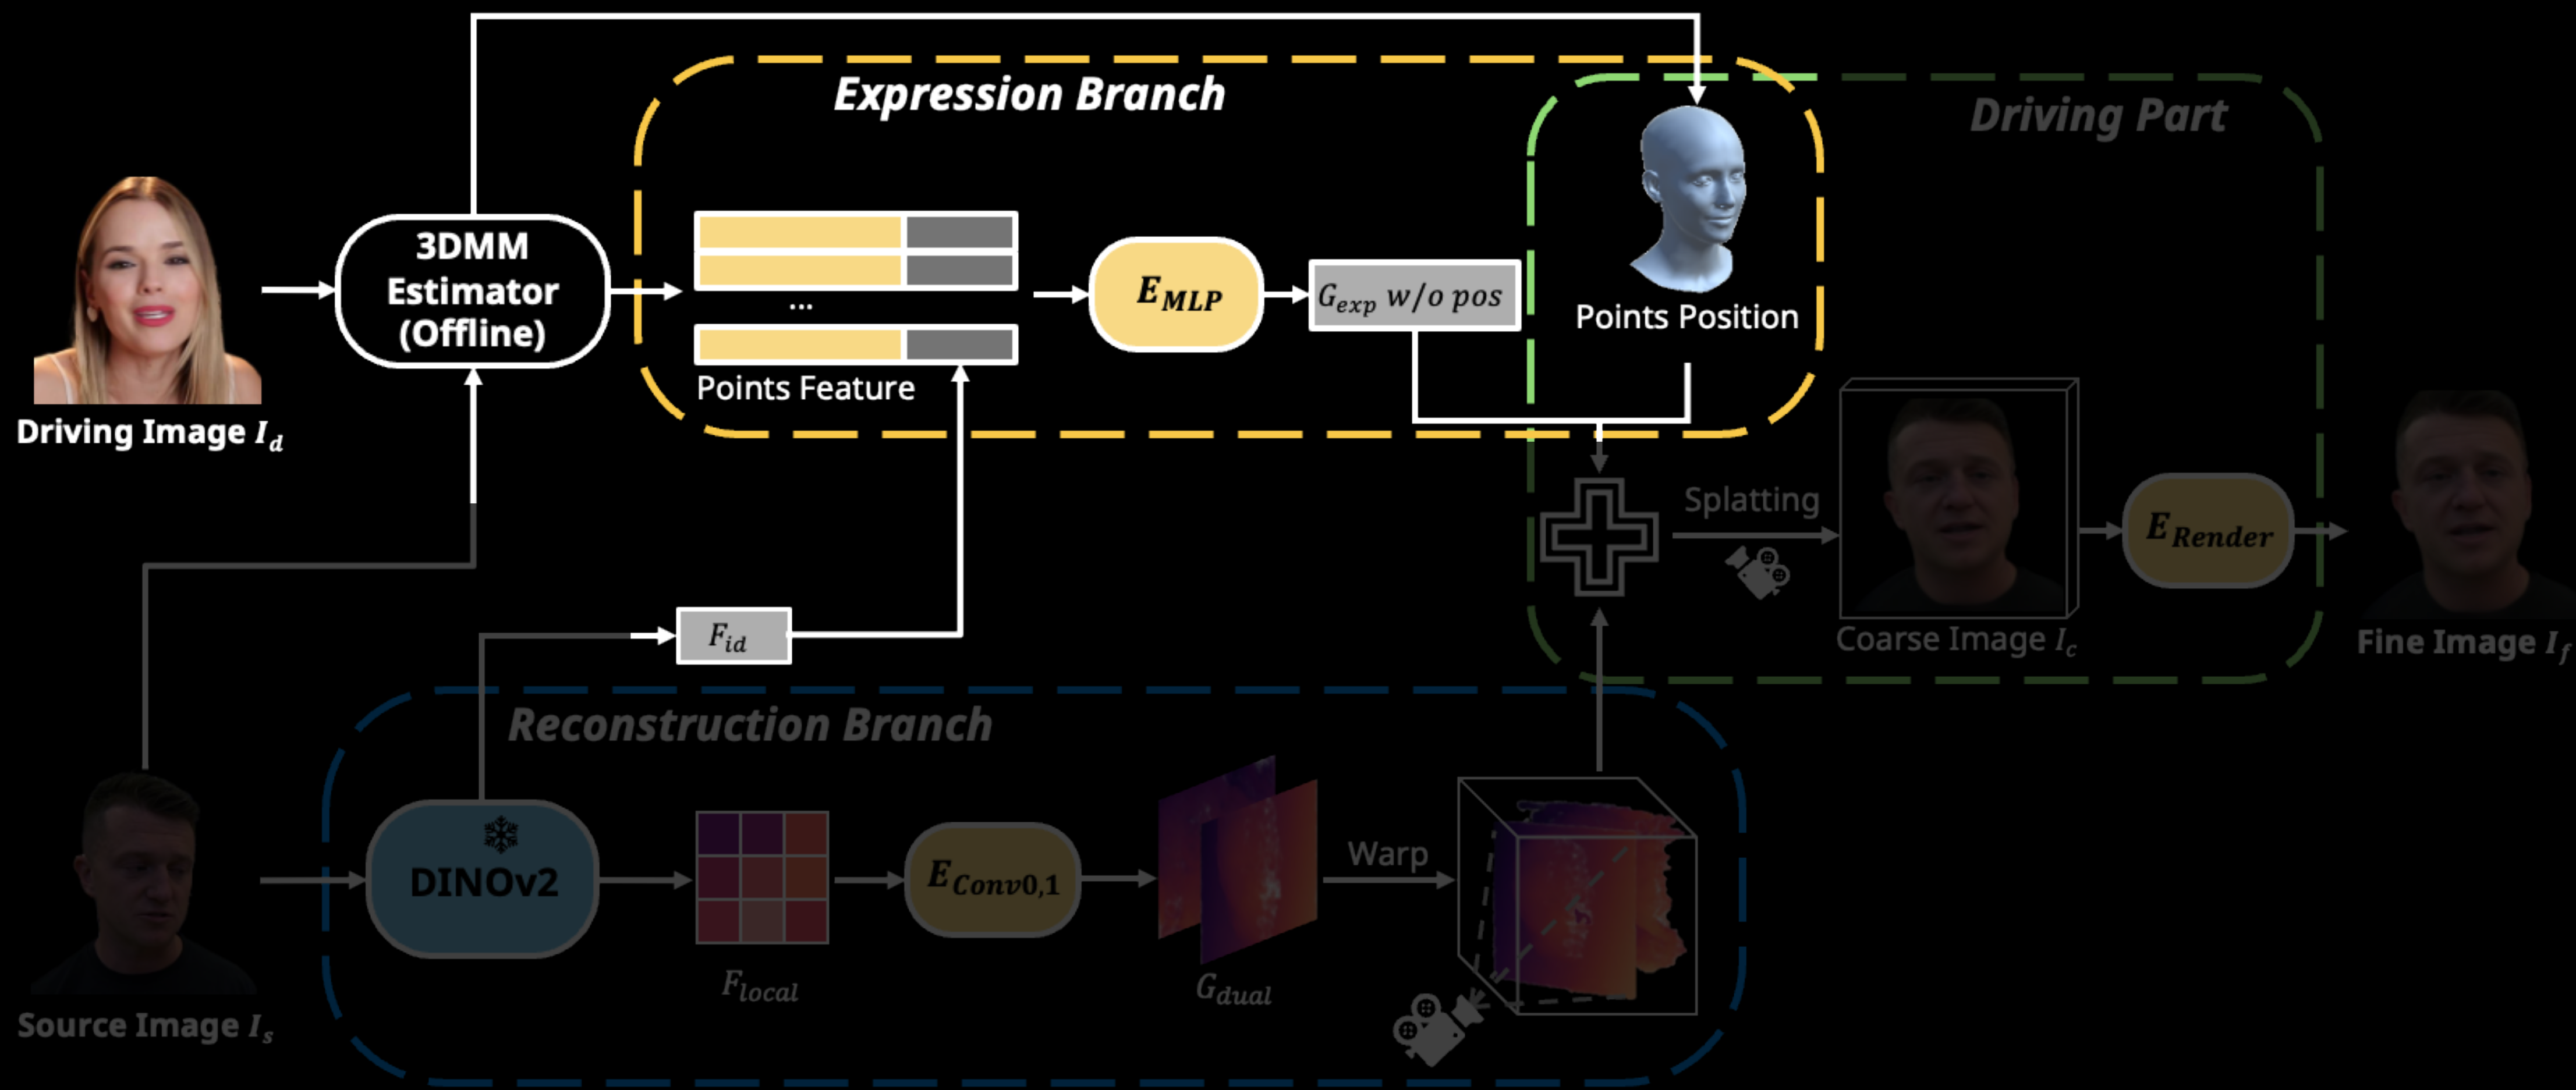 Expression Branch
Driving Part
3DMM
Estimator
(Offline)
...
E_MLP
G_exp w/o pos
Points Position
Points Feature
Driving Image I_d
Splatting
E_Render
Coarse Image I_c
Fine Image I_f
F_id
Reconstruction Branch
DINOv2
E_Conv0,1
Warp
F_local
G_dual
Source Image I_s